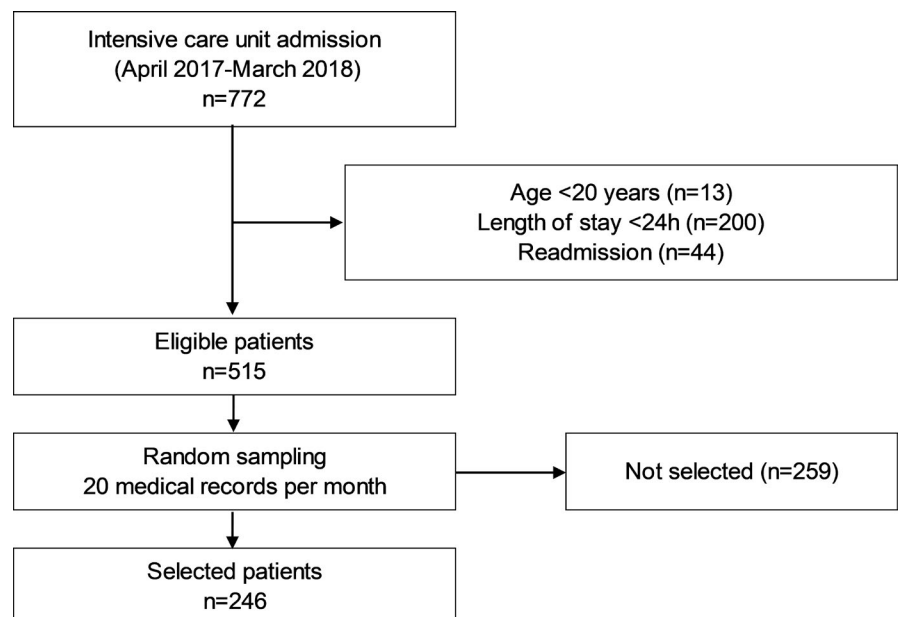 Intensive care unit admission
(April 2017-March 2018)
n=772
Age <20 years (n=13)
Length of stay <24h (n=200)
Readmission (n=44)
Eligible patients
n=515
Random sampling
20 medical records per month
Not selected (n=259)
Selected patients
n=246